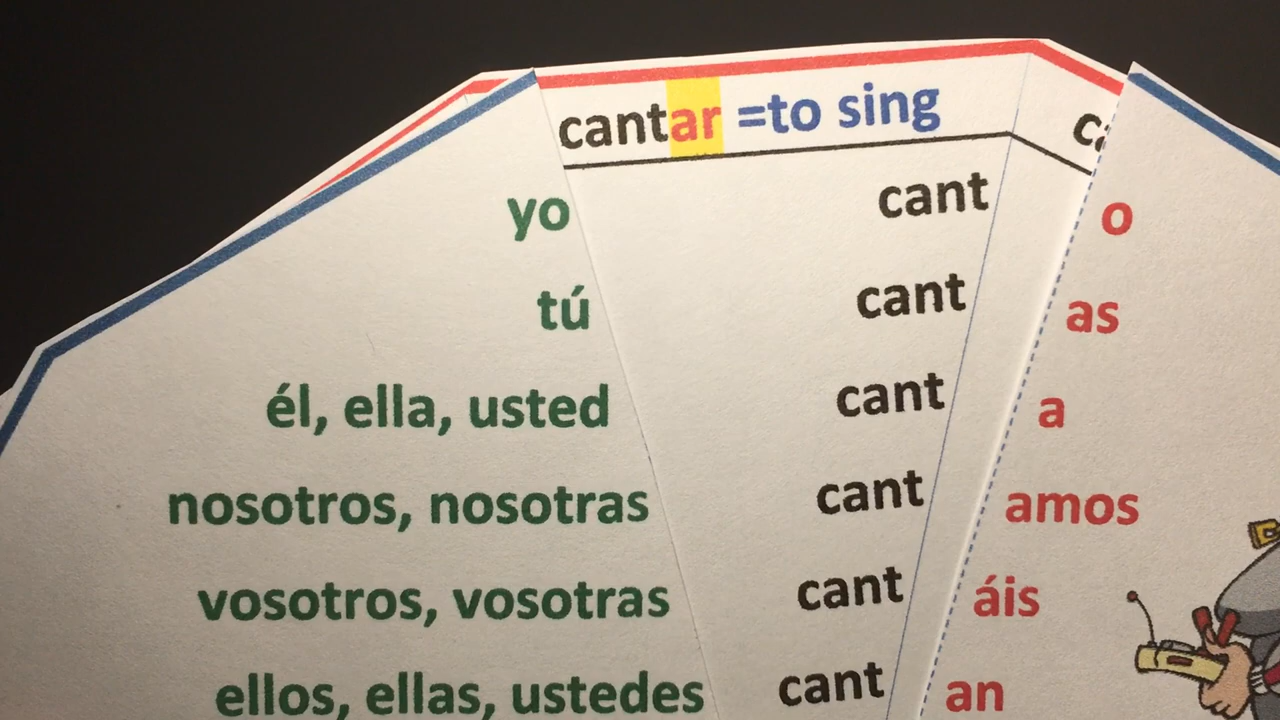 cantar =to sing
yo cant o
tú cant as
él, ella, usted cant a
nosotros, nosotras cant amos
vosotros, vosotras cant áis
ellos, ellas, ustedes cant an